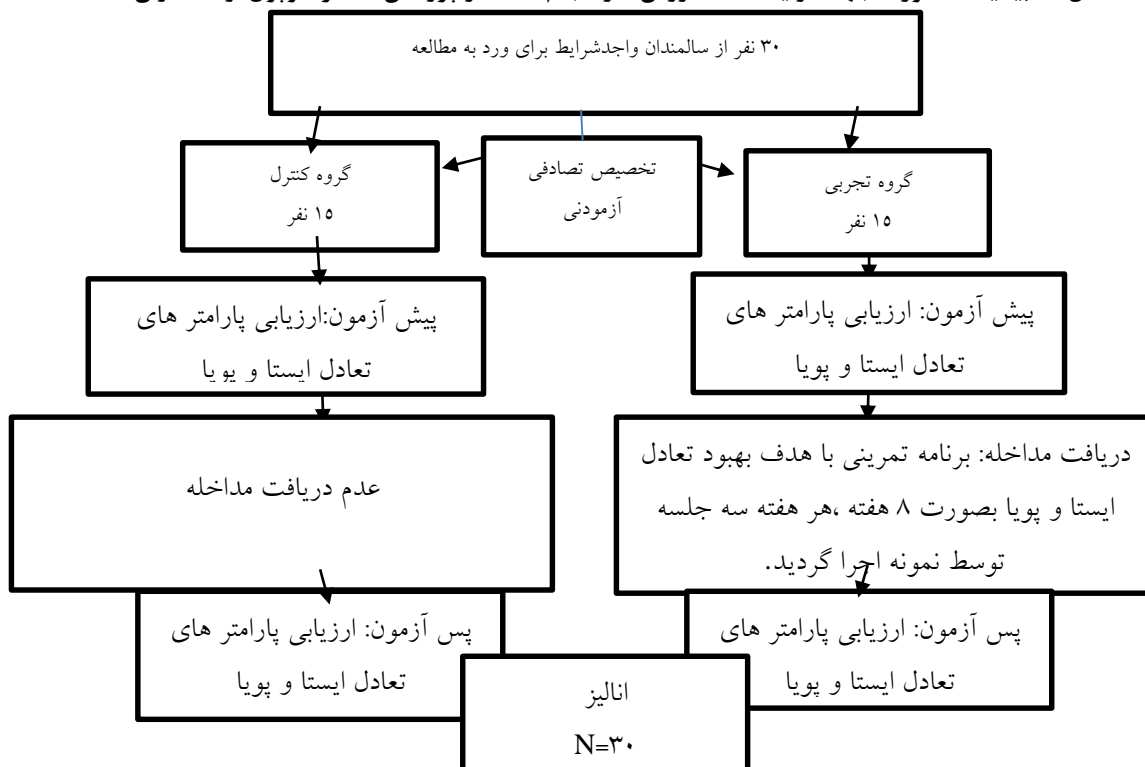 ۳۰ نفر از سالمندان واجدشرایط برای ورد به مطالعه
گروه تجربی
۱۵ نفر
تخصیص تصادفی
آزمودنی
گروه کنترل
۱۵ نفر
پیش آزمون: ارزیابی پارامتر های
تعادل ایستا و پویا
پیش آزمون:ارزیابی پارامتر های
تعادل ایستا و پویا
دریافت مداخله: برنامه تمرینی با هدف بهبود تعادل
ایستا و پویا بصورت ۸ هفته ،هر هفته سه جلسه
توسط نمونه اجرا گردید.
عدم دریافت مداخله
پس آزمون: ارزیابی پارامتر های
تعادل ایستا و پویا
پس آزمون: ارزیابی پارامتر های
تعادل ایستا و پویا
انالیز
N=۳۰